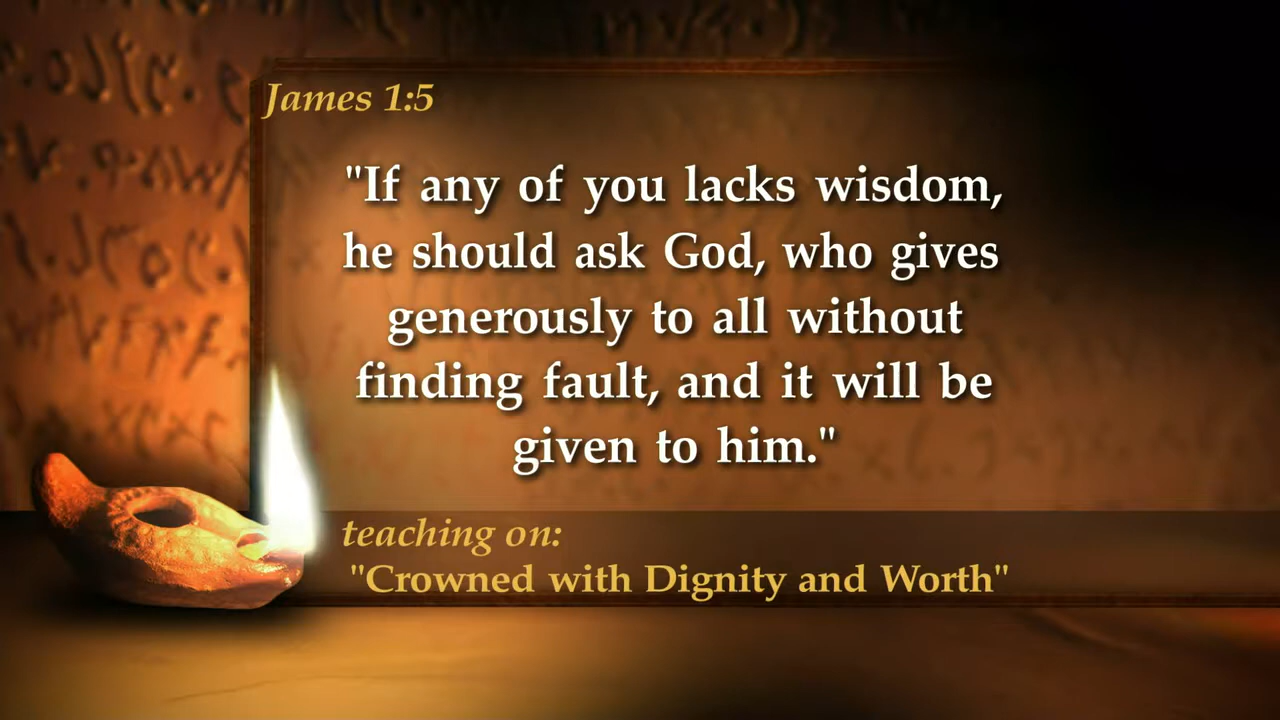 James 1:5
"If any of you lacks wisdom,
he should ask God, who gives
generously to all without
finding fault, and it will be
given to him."
teaching on:
"Crowned with Dignity and Worth"